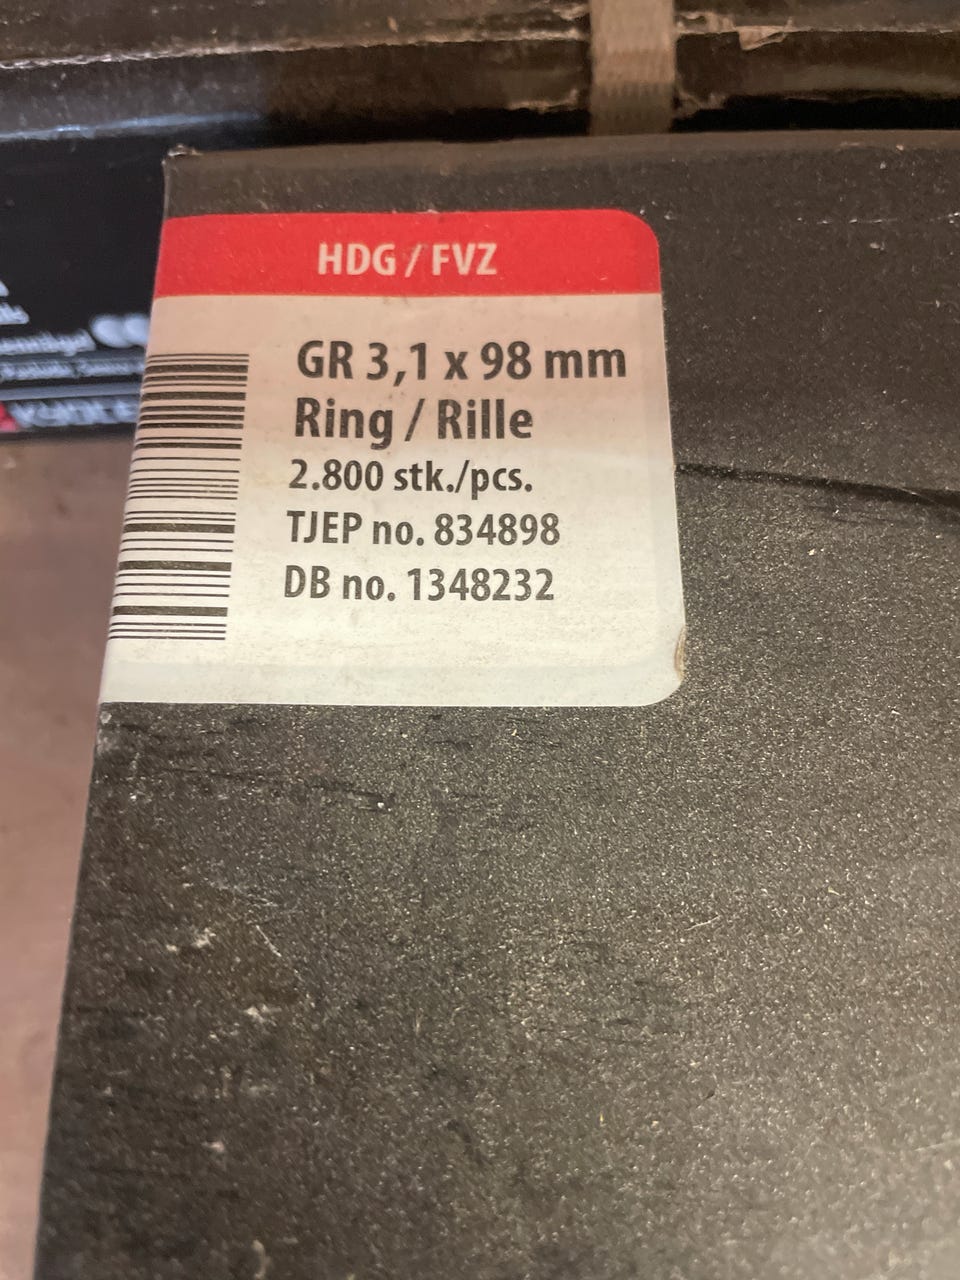 HDG / FVZ
GR 3,1 x 98 mm
Ring / Rille
2.800 stk./pcs.
TJEP no. 834898
DB no. 1348232